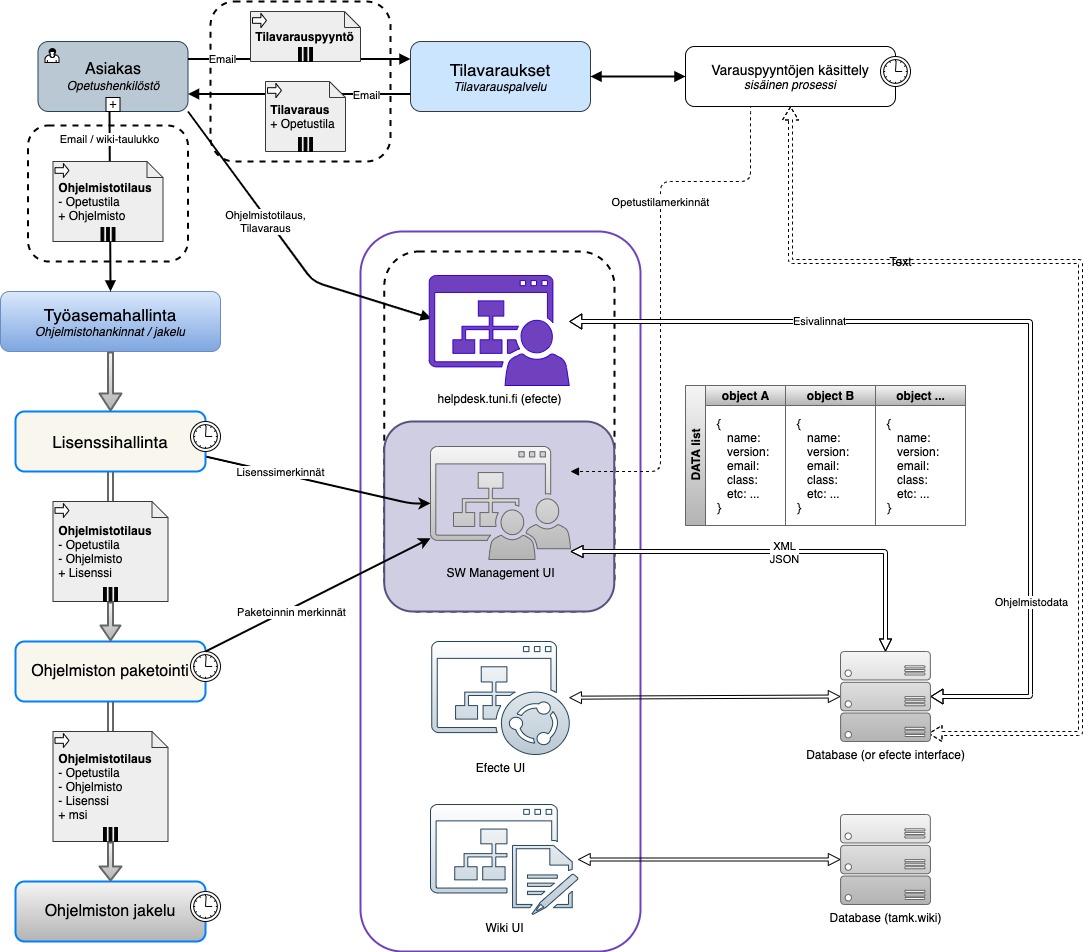 Tilavarauspyyntö
Email
Asiakas
Opetushenkilöstö
+
Tilavaraukset
Tilavarauspalvelu
Varauspyyntöjen käsittely
sisäinen prosessi
Email
Tilavaraus
+ Opetustila
Email / wiki-taulukko
Ohjelmistotilaus
- Opetustila
+ Ohjelmisto
Ohjelmistotilaus,
Tilavaraus
Opetustilamerkinnät
Text
Työasemahallinta
Ohjelmistohankinnat / jakelu
Esivalinnat
helpdesk.tuni.fi (efecte)
DATA list
object A
object B
object ...
{
name:
version:
email:
class:
etc: ...
}
{
name:
version:
email:
class:
etc: ...
}
{
name:
version:
email:
class:
etc: ...
}
Lisenssihallinta
Lisenssimerkinnät
Ohjelmistotilaus
- Opetustila
- Ohjelmisto
+ Lisenssi
XML
JSON
SW Management UI
Ohjelmistodata
Paketoinnin merkinnät
Ohjelmiston paketointi
Database (or efecte interface)
Efecte UI
Ohjelmistotilaus
- Opetustila
- Ohjelmisto
- Lisenssi
+ msi
Ohjelmiston jakelu
Wiki UI
Database (tamk.wiki)